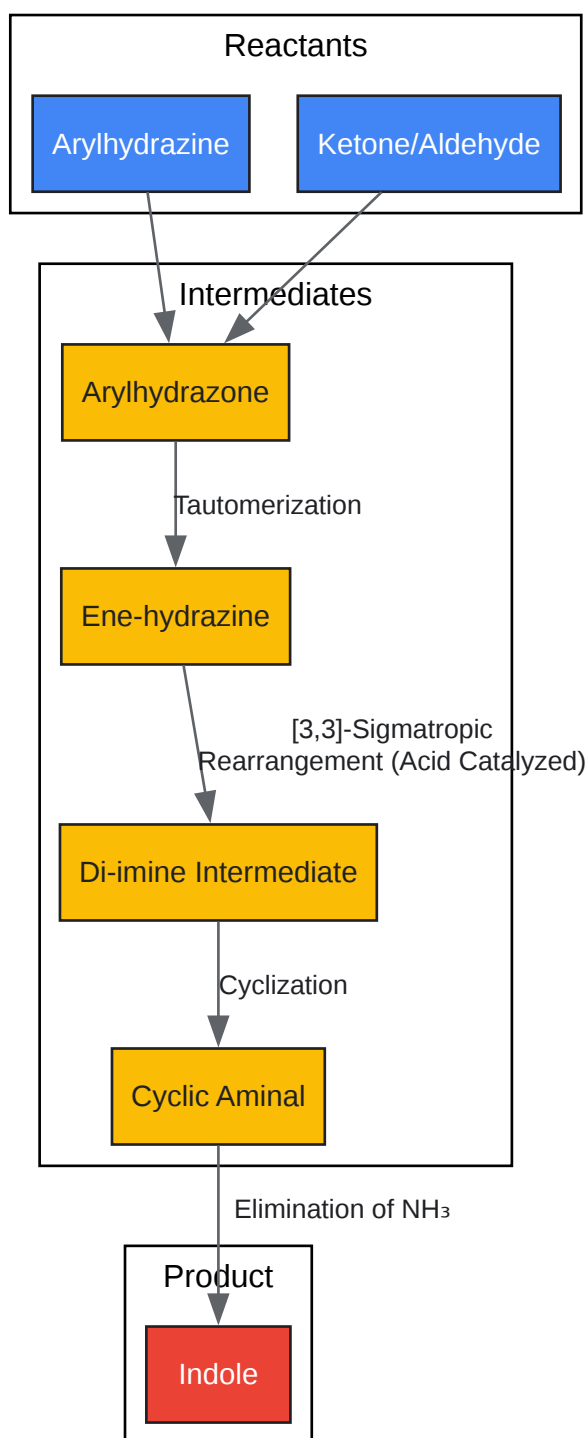 Reactants
Arylhydrazine
Ketone/Aldehyde
Intermediates
Arylhydrazone
Tautomerization
Ene-hydrazine
[3,3]-Sigmatropic
Rearrangement (Acid Catalyzed)
Di-imine Intermediate
Cyclization
Cyclic Aminal
Elimination of NH₃
Product
Indole